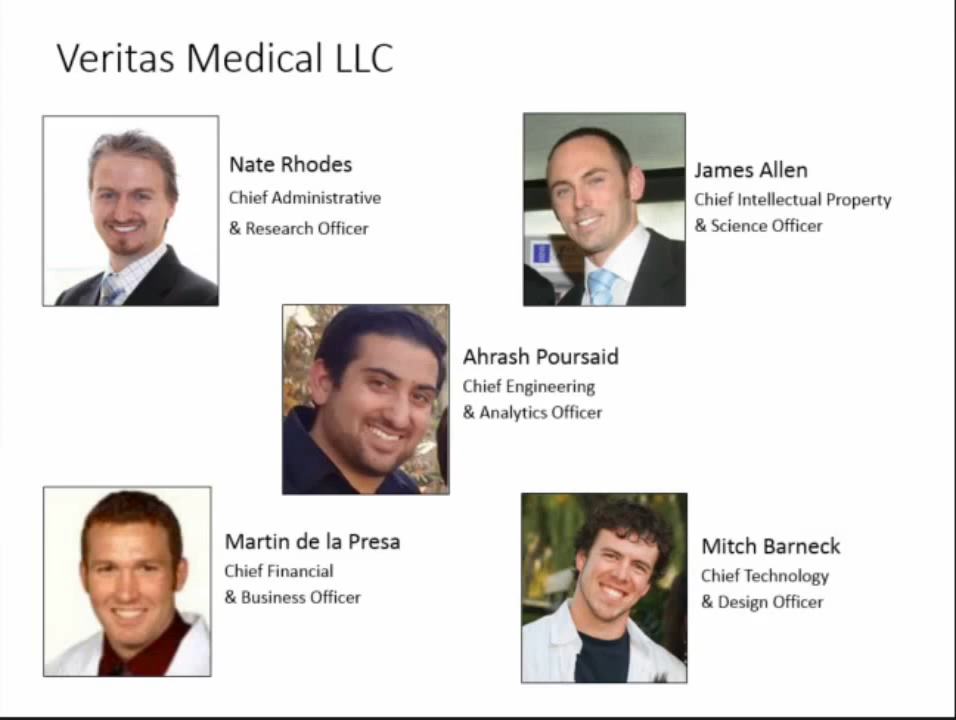 Veritas Medical LLC
Nate Rhodes
Chief Administrative
& Research Officer
James Allen
Chief Intellectual Property
& Science Officer
Ahrash Poursaid
Chief Engineering
& Analytics Officer
Martin de la Presa
Chief Financial
& Business Officer
Mitch Barneck
Chief Technology
& Design Officer